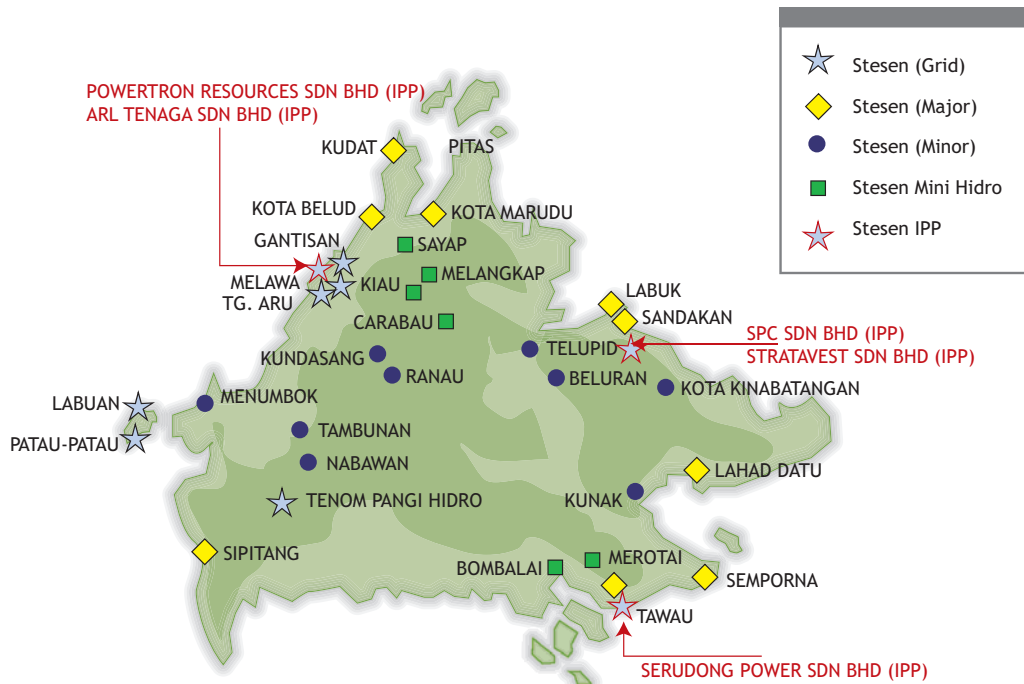 POWERTRON RESOURCES SDN BHD (IPP)
ARL TENAGA SDN BHD (IPP)
Stesen (Grid)
Stesen (Major)
Stesen (Minor)
Stesen Mini Hidro
Stesen IPP
KUDAT
PITAS
KOTA BELUD
KOTA MARUDU
GANTISAN
SAYAP
MELAWA
KIAU
MELANGKAP
TG. ARU
CARABAU
LABUK
SANDAKAN
SPC SDN BHD (IPP)
STRATAVEST SDN BHD (IPP)
KUNDASANG
TELUPID
RANAU
BELURAN
KOTA KINABATANGAN
LABUAN
MENUMBOK
PATAU-PATAU
TAMBUNAN
NABAWAN
LAHAD DATU
TENOM PANGI HIDRO
KUNAK
SIPITANG
BOMBALAI
MEROTAI
SEMPORNA
TAWAU
SERUDONG POWER SDN BHD (IPP)